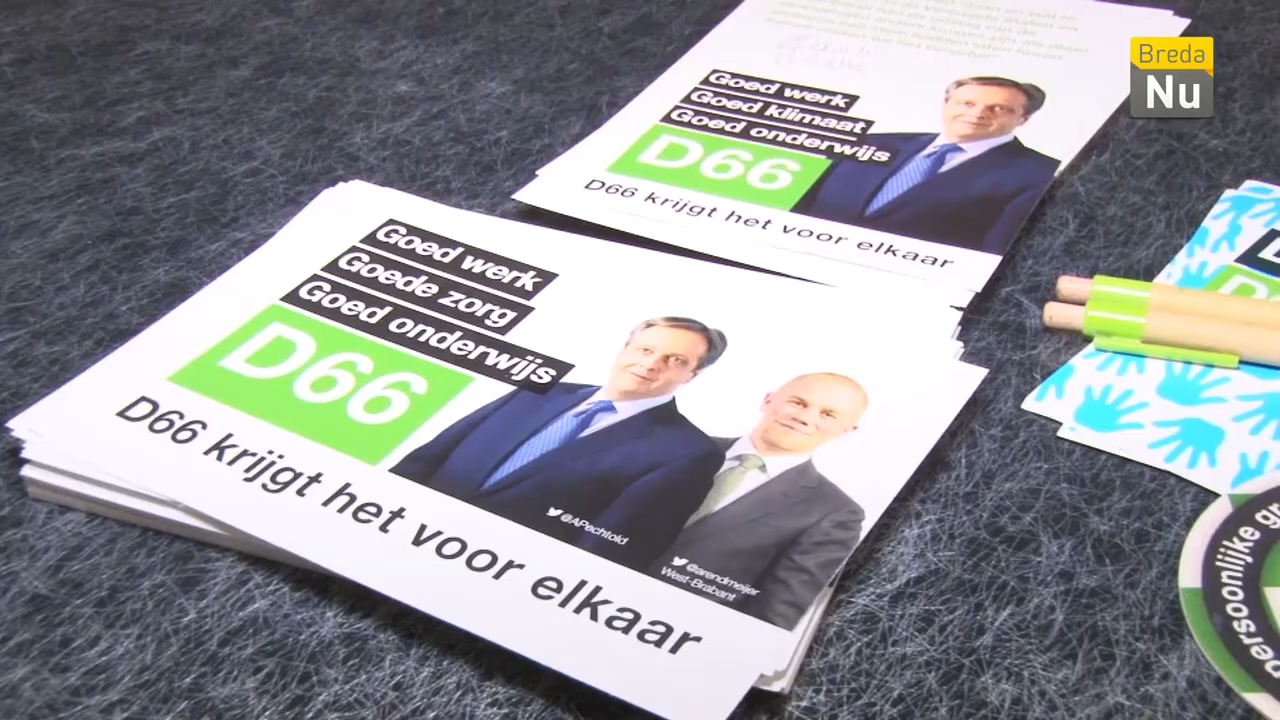 Breda
Nu
Goed werk
Goed klimaat
Goed onderwijs
D66
D66 krijgt het voor elkaar
Goed werk
Goede zorg
Goed onderwijs
D66
D66 krijgt het voor elkaar
@APechtold
@arendmeijer
West-Brabant
persoonlijke gr